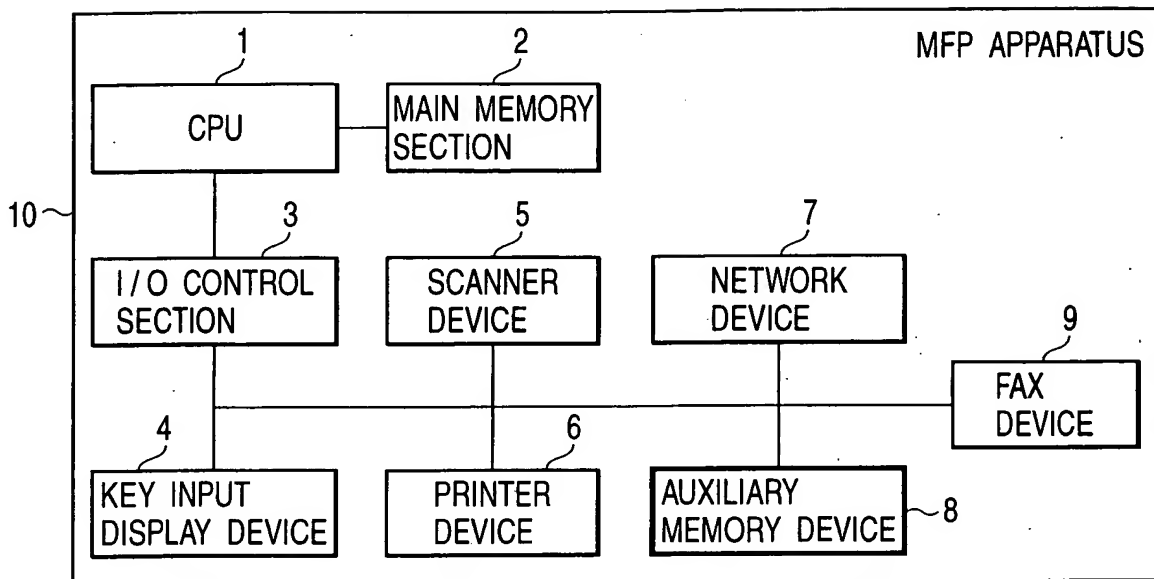 MFP APPARATUS
1
CPU
2
MAIN MEMORY
SECTION
10
3
I/O CONTROL
SECTION
5
SCANNER
DEVICE
7
NETWORK
DEVICE
9
FAX
DEVICE
4
KEY INPUT
DISPLAY DEVICE
6
PRINTER
DEVICE
AUXILIARY
MEMORY DEVICE
8